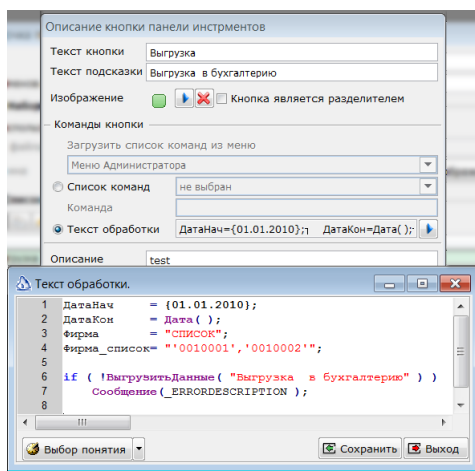 Описание кнопки панели инстрментов
Текст кнопки Выгрузка
Текст подсказки Выгрузка в бухгалтерию
Изображение Кнопка является разделителем
Команды кнопки
Загрузить список команд из меню
Меню Администратора
Список команд не выбран
Команда
Текст обработки ДатаНач={01.01.2010};┐ ДатаКон=Дата( );
Описание test
Текст обработки.
1 ДатаНач = {01.01.2010};
2 ДатаКон = Дата( );
3 Фирма = "СПИСОК";
4 Фирма_список= "'0010001','0010002'";
5
6 if ( !ВыгрузитьДанные( "Выгрузка в бухгалтерию" ) )
7 Сообщение(_ERRORDESCRIPTION );
8
Выбор понятия Сохранить Выход